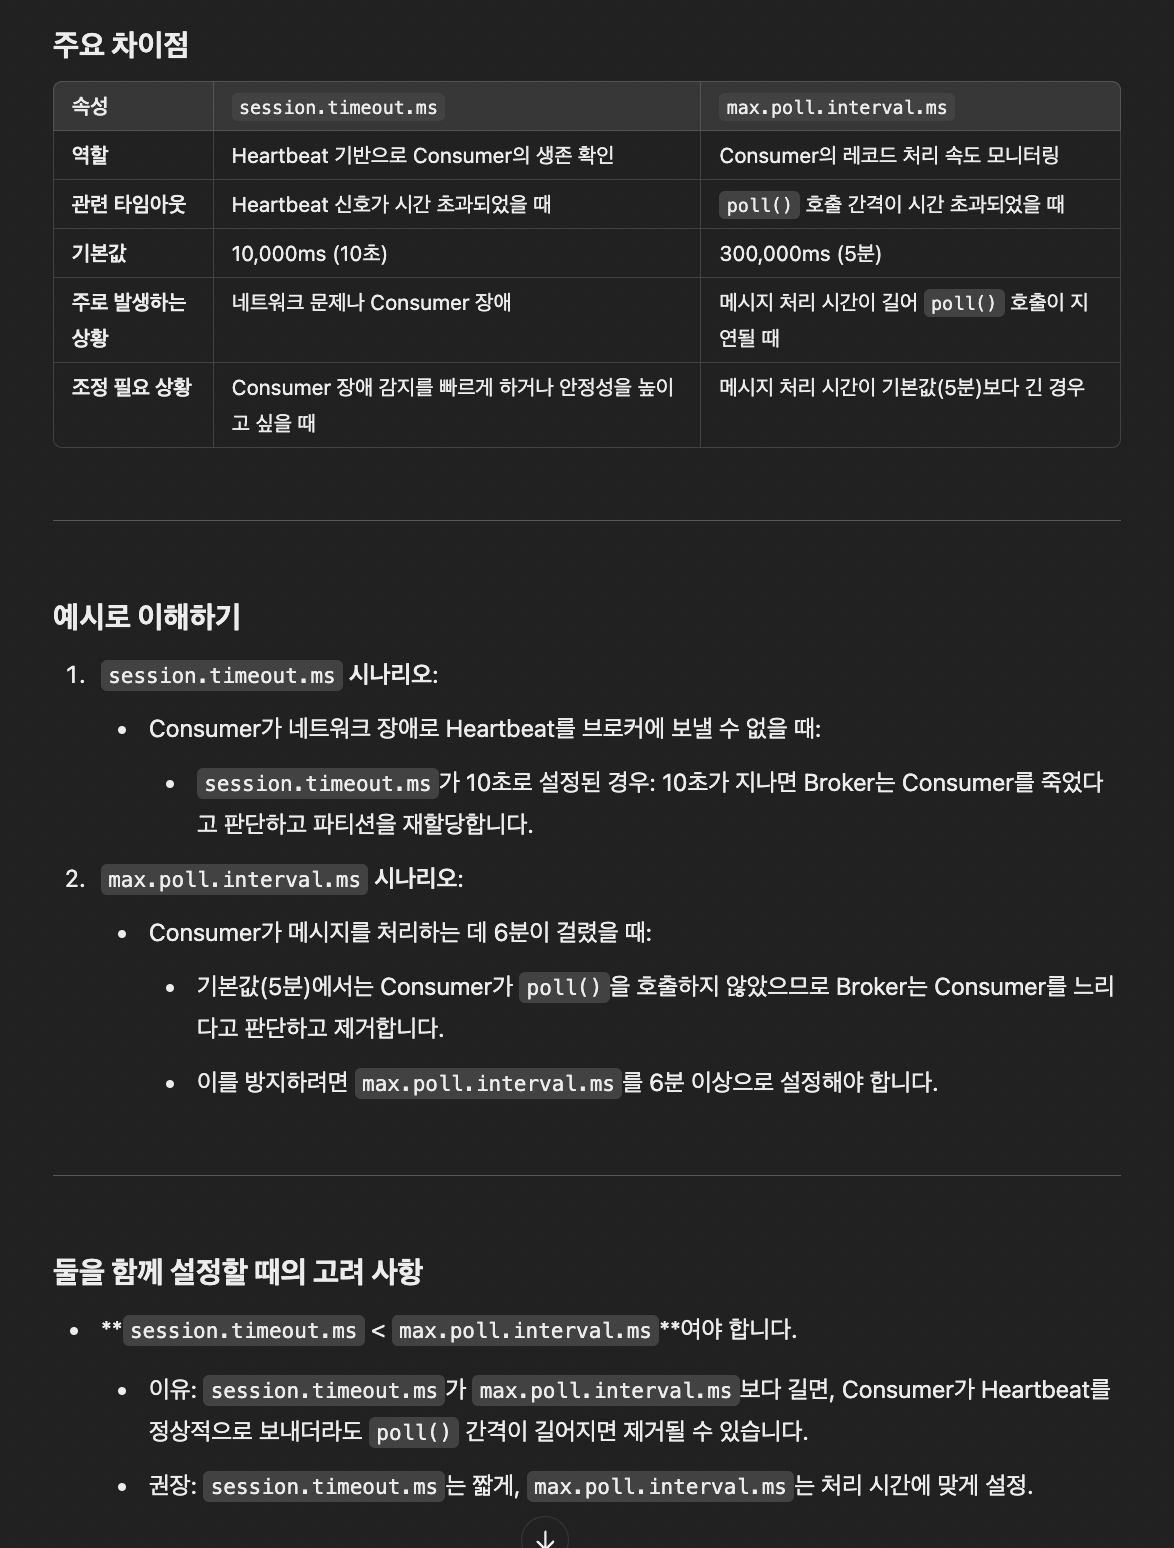 주요 차이점
속성 session.timeout.ms max.poll.interval.ms
역할 Heartbeat 기반으로 Consumer의 생존 확인 Consumer의 레코드 처리 속도 모니터링
관련 타임아웃 Heartbeat 신호가 시간 초과되었을 때 poll() 호출 간격이 시간 초과되었을 때
기본값 10,000ms (10초) 300,000ms (5분)
주로 발생하는 네트워크 문제나 Consumer 장애 메시지 처리 시간이 길어 poll() 호출이 지
상황 연될 때
조정 필요 상황 Consumer 장애 감지를 빠르게 하거나 안정성을 높이 메시지 처리 시간이 기본값(5분)보다 긴 경우
고 싶을 때
예시로 이해하기
1. session.timeout.ms 시나리오:
• Consumer가 네트워크 장애로 Heartbeat를 브로커에 보낼 수 없을 때:
• session.timeout.ms가 10초로 설정된 경우: 10초가 지나면 Broker는 Consumer를 죽었다
고 판단하고 파티션을 재할당합니다.
2. max.poll.interval.ms 시나리오:
• Consumer가 메시지를 처리하는 데 6분이 걸렸을 때:
• 기본값(5분)에서는 Consumer가 poll()을 호출하지 않았으므로 Broker는 Consumer를 느리
다고 판단하고 제거합니다.
• 이를 방지하려면 max.poll.interval.ms를 6분 이상으로 설정해야 합니다.
둘을 함께 설정할 때의 고려 사항
• **session.timeout.ms < max.poll.interval.ms**여야 합니다.
• 이유: session.timeout.ms가 max.poll.interval.ms보다 길면, Consumer가 Heartbeat를
정상적으로 보내더라도 poll() 간격이 길어지면 제거될 수 있습니다.
• 권장: session.timeout.ms는 짧게, max.poll.interval.ms는 처리 시간에 맞게 설정.